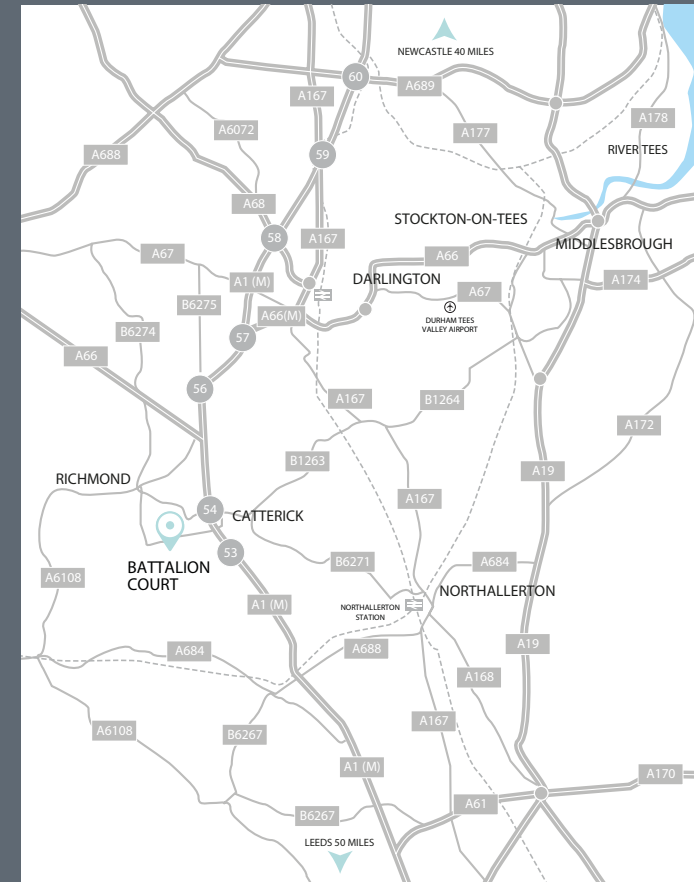 NEWCASTLE 40 MILES
60
A689
A167
A178
A6072
A177
RIVER TEES
A688
59
A68
STOCKTON-ON-TEES
58
A167
MIDDLESBROUGH
A67
A66
DARLINGTON
A174
A1 (M)
A67
B6275
A66(M)
DURHAM TEES
VALLEY AIRPORT
B6274
57
A66
56
A167
B1264
A172
B1263
A19
RICHMOND
A167
54
CATTERICK
53
BATTALION
COURT
B6271
A684
A6108
NORTHALLERTON
A1 (M)
NORTHALLERTON
STATION
A684
A688
A19
A168
A6108
B6267
A167
A1 (M)
A170
A61
B6267
LEEDS 50 MILES